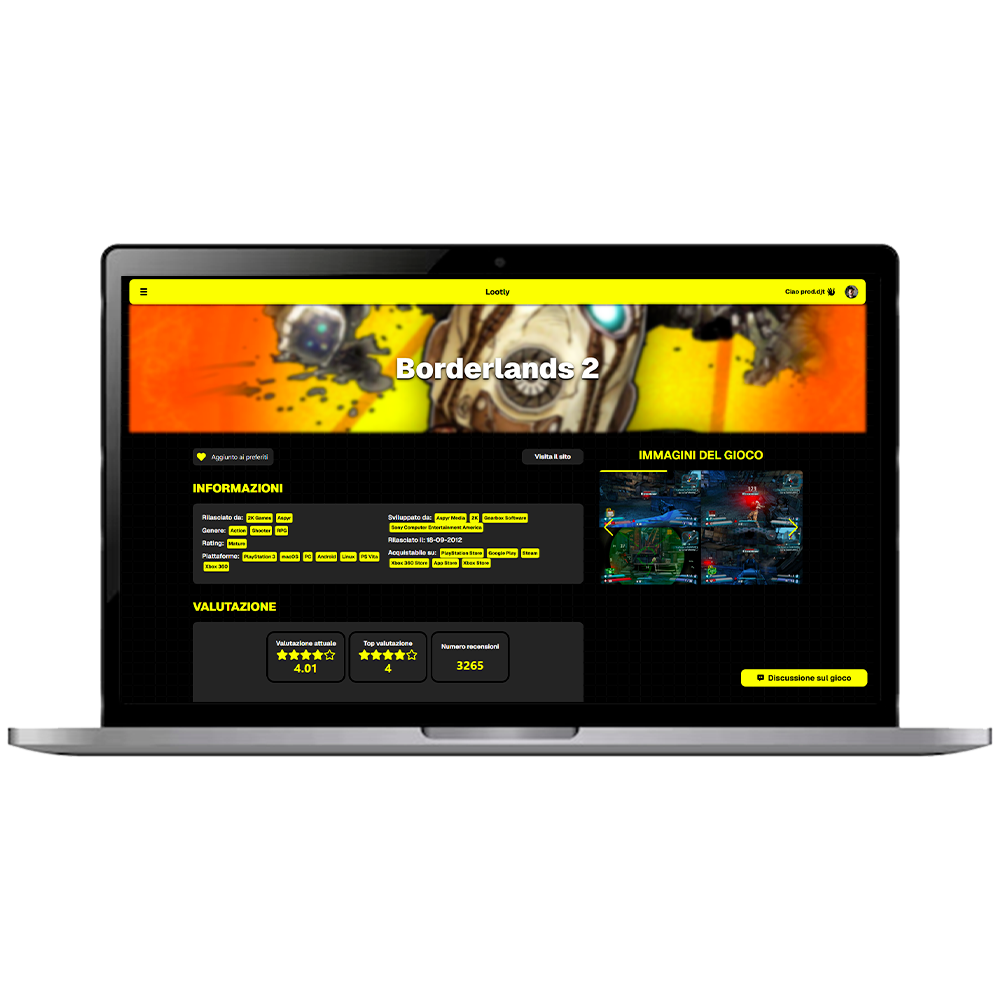 Lootly
Ciao prod.djt
Borderlands 2
Aggiunto ai preferiti
Visita il sito
INFORMAZIONI
Rilasciato da: 2K Games Aspyr
Genere: Action Shooter RPG
Rating: Mature
Piattaforme: PlayStation 3 macOS PC Android Linux PS Vita
Xbox 360
Sviluppato da: Aspyr Media 2K Gearbox Software
Sony Computer Entertainment America
Rilasciato il: 18-09-2012
Acquistabile su: PlayStation Store Google Play Steam
Xbox 360 Store App Store Xbox Store
IMMAGINI DEL GIOCO
VALUTAZIONE
Valutazione attuale
4.01
Top valutazione
4
Numero recensioni
3265
Discussione sul gioco